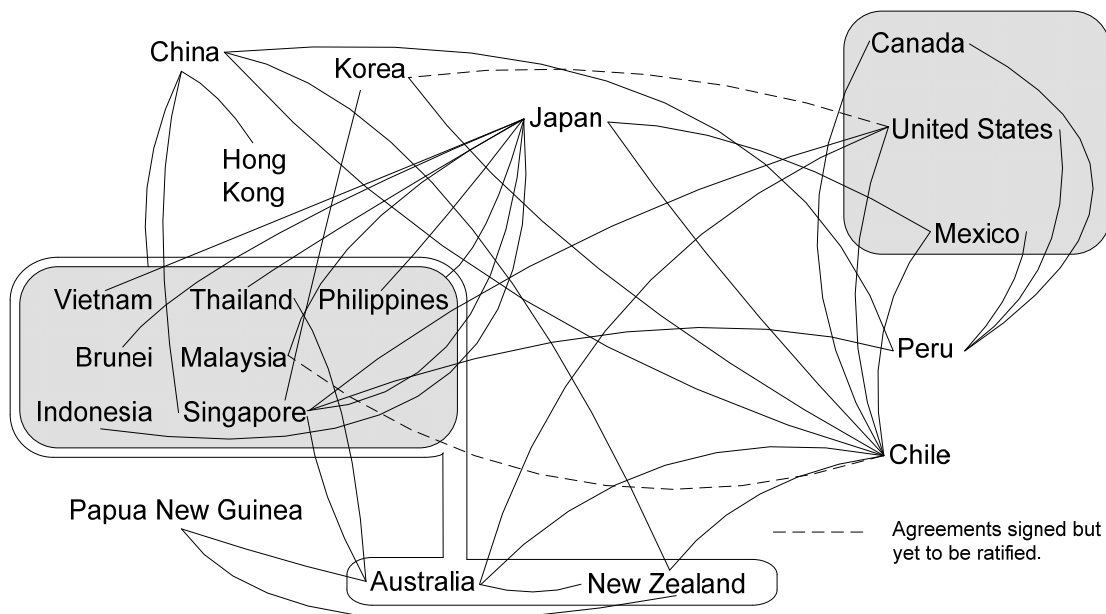 China
Korea
Canada
Japan
United States
Hong
Kong
Mexico
Vietnam
Thailand
Philippines
Brunei
Malaysia
Peru
Indonesia
Singapore
Chile
Papua New Guinea
Agreements signed but
yet to be ratified.
Australia
New Zealand